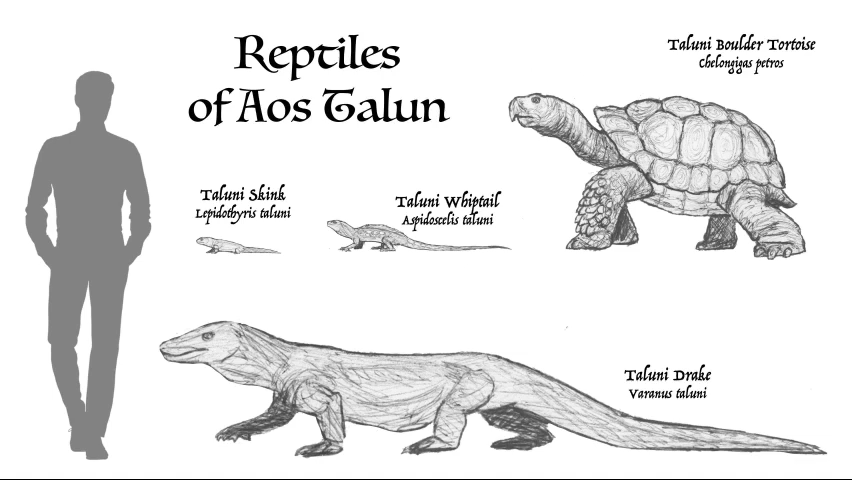 Reptiles
of Aos Talun
Taluni Boulder Tortoise
Chelongigas petros
Taluni Skink
Lepidothyris taluni
Taluni Whiptail
Aspidoscelis taluni
Taluni Drake
Varanus taluni